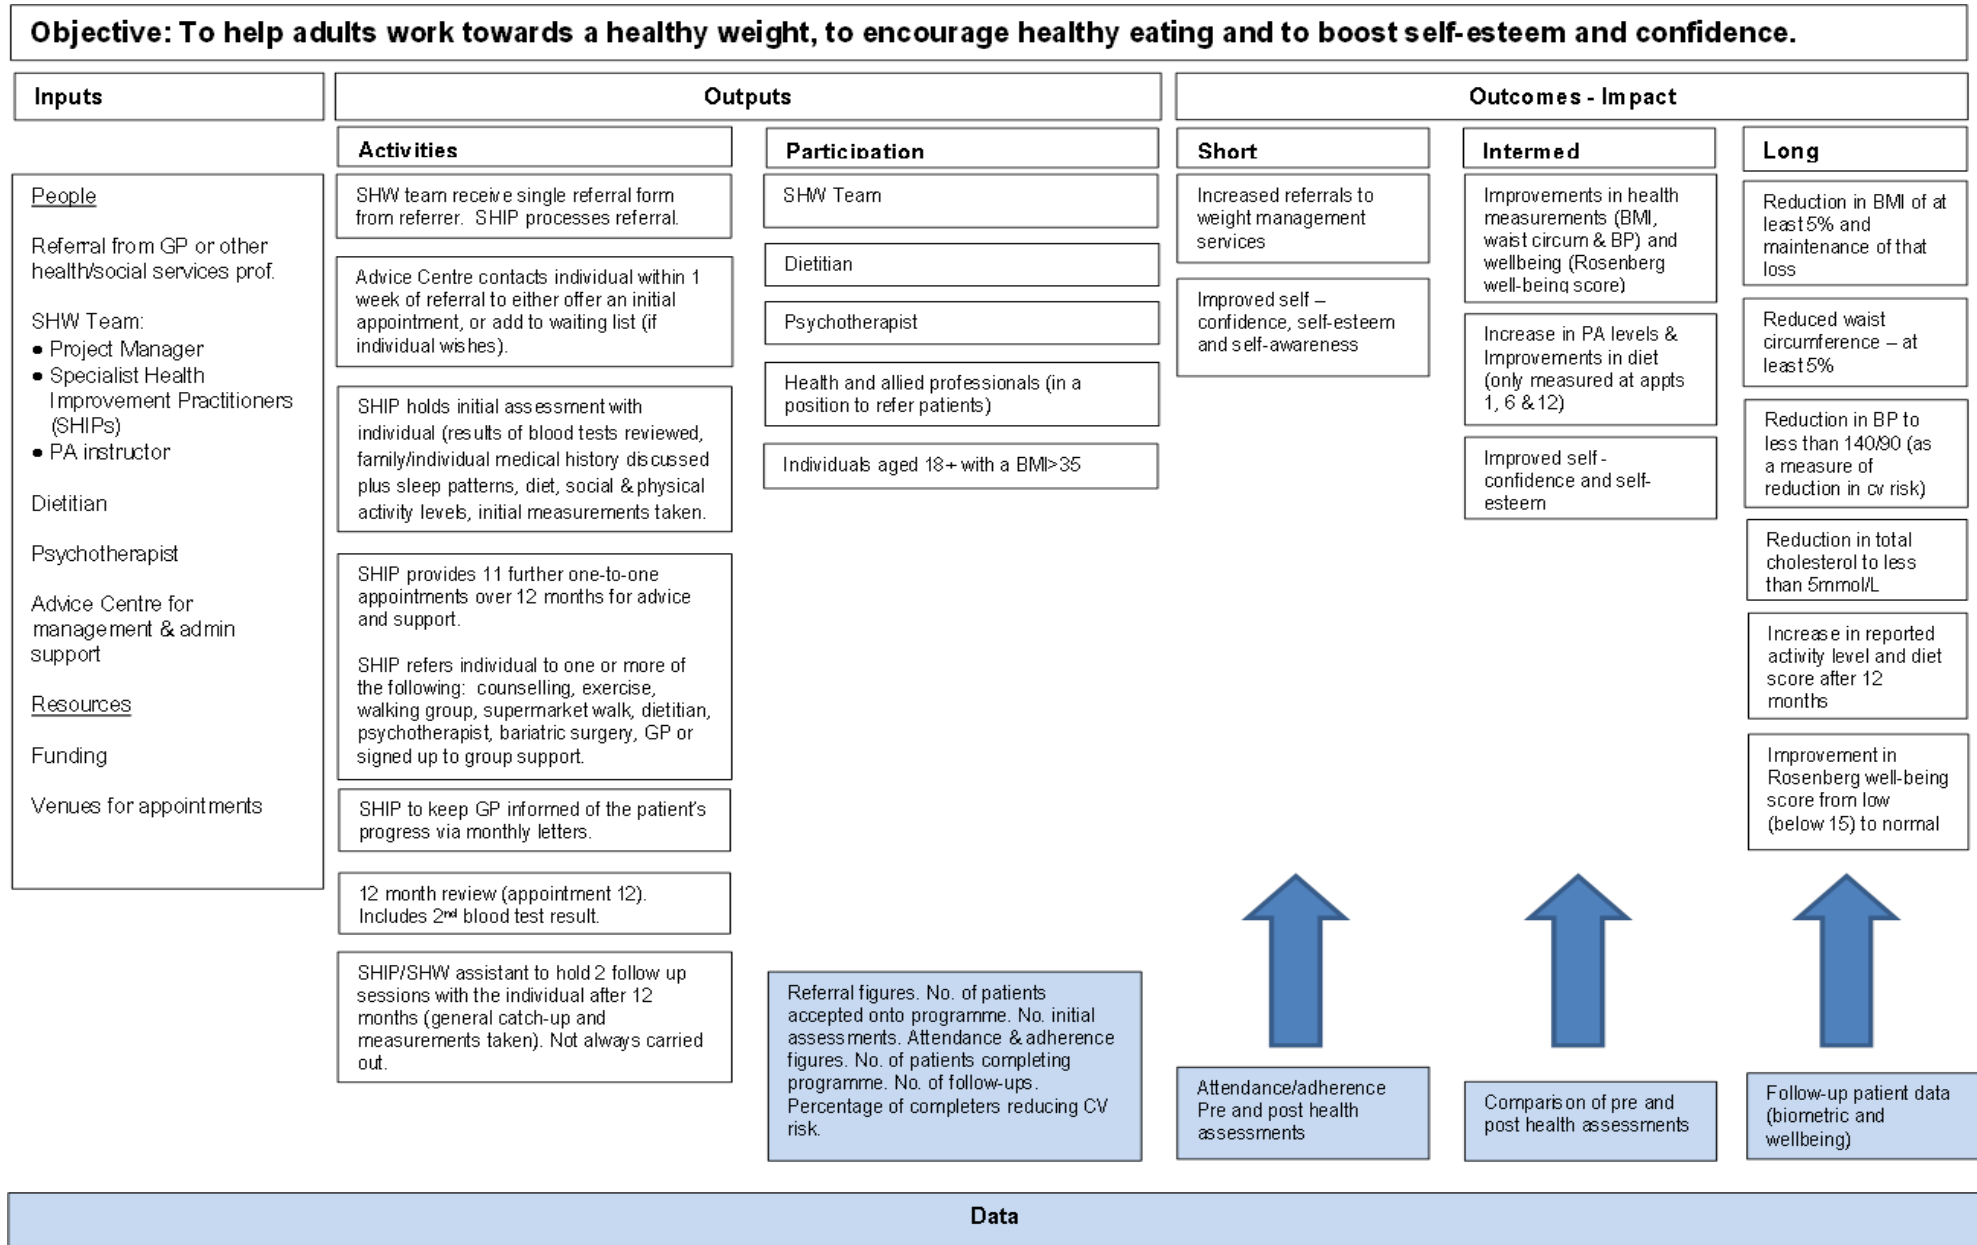 Objective: To help adults work towards a healthy weight, to encourage healthy eating and to boost self-esteem and confidence.
Inputs
Outputs
Outcomes - Impact
Activities
Participation
Short
Intermed
Long
People
Referral from GP or other
health/social services prof.
SHW Team:
● Project Manager
● Specialist Health
Improvement Practitioners
(SHIPs)
● PA instructor
Dietitian
Psychotherapist
Advice Centre for
management & admin
support
Resources
Funding
Venues for appointments
SHW team receive single referral form
from referrer. SHIP processes referral.
Advice Centre contacts individual within 1
week of referral to either offer an initial
appointment, or add to waiting list (if
individual wishes).
SHIP holds initial assessment with
individual (results of blood tests reviewed,
family/individual medical history discussed
plus sleep patterns, diet, social & physical
activity levels, initial measurements taken.
SHIP provides 11 further one-to-one
appointments over 12 months for advice
and support.
SHIP refers individual to one or more of
the following: counselling, exercise,
walking group, supermarket walk, dietitian,
psychotherapist, bariatric surgery, GP or
signed up to group support.
SHIP to keep GP informed of the patient's
progress via monthly letters.
12 month review (appointment 12).
Includes 2nd blood test result.
SHIP/SHW assistant to hold 2 follow up
sessions with the individual after 12
months (general catch-up and
measurements taken). Not always carried
out.
SHW Team
Dietitian
Psychotherapist
Health and allied professionals (in a
position to refer patients)
Individuals aged 18+ with a BMI>35
Referral figures. No. of patients
accepted onto programme. No. initial
assessments. Attendance & adherence
figures. No. of patients completing
programme. No. of follow-ups.
Percentage of completers reducing CV
risk.
Increased referrals to
weight management
services
Improved self –
confidence, self-esteem
and self-awareness
Attendance/adherence
Pre and post health
assessments
Improvements in health
measurements (BMI,
waist circum & BP) and
wellbeing (Rosenberg
well-being score)
Increase in PA levels &
Improvements in diet
(only measured at appts
1, 6 & 12)
Improved self -
confidence and self-
esteem
Comparison of pre and
post health assessments
Reduction in BMI of at
least 5% and
maintenance of that
loss
Reduced waist
circumference – at
least 5%
Reduction in BP to
less than 140/90 (as
a measure of
reduction in cv risk)
Reduction in total
cholesterol to less
than 5mmol/L
Increase in reported
activity level and diet
score after 12
months
Improvement in
Rosenberg well-being
score from low
(below 15) to normal
Follow-up patient data
(biometric and
wellbeing)
Data